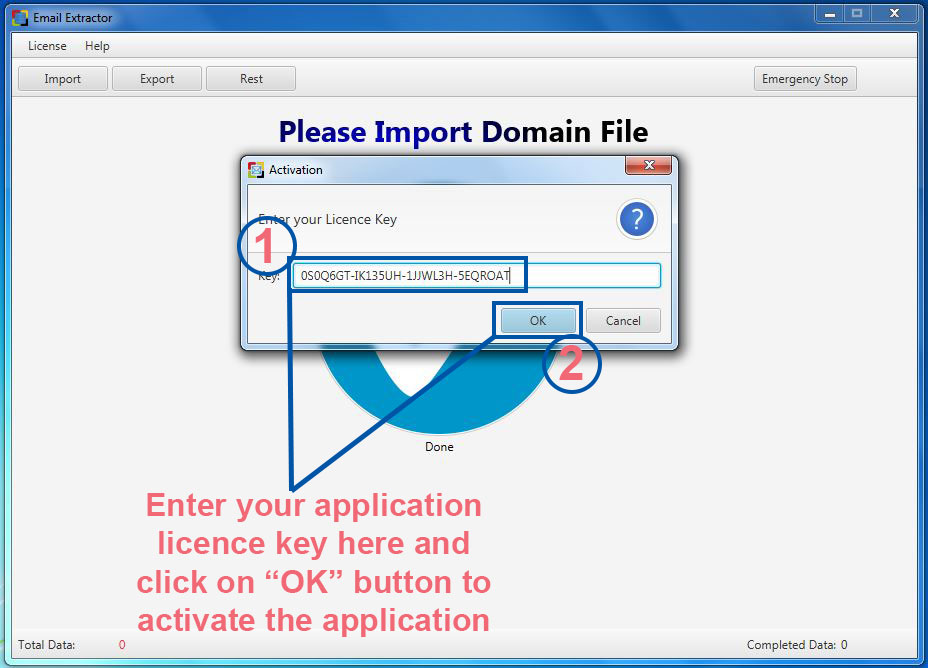 Email Extractor
License Help
Import Export Rest Emergency Stop
Please Import Domain File
Activation
Enter your Licence Key
?
1
Key: 0S0Q6GT-IK135UH-1JJWL3H-5EQROAT
OK Cancel
2
Done
Enter your application
licence key here and
click on “OK” button to
activate the application
Total Data: 0 Completed Data: 0